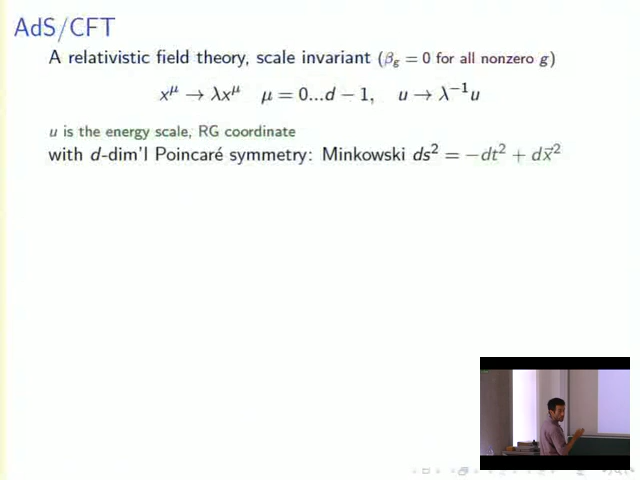 AdS/CFT
A relativistic field theory, scale invariant (β_g = 0 for all nonzero g)
x^μ → λx^μ   μ = 0...d − 1,   u → λ^{−1}u
u is the energy scale, RG coordinate
with d-dim'l Poincaré symmetry: Minkowski ds² = −dt² + dx⃗²